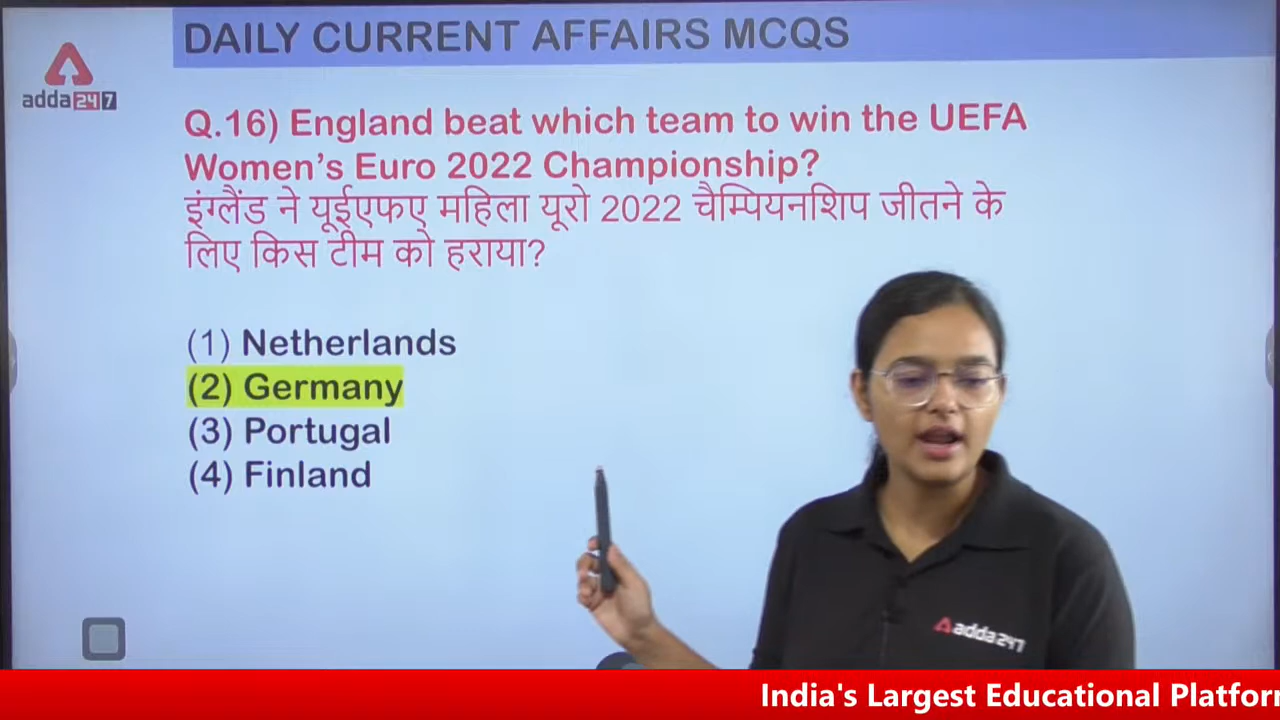 DAILY CURRENT AFFAIRS MCQS
adda247
Q.16) England beat which team to win the UEFA
Women's Euro 2022 Championship?
इंग्लैंड ने यूईएफए महिला यूरो 2022 चैम्पियनशिप जीतने के
लिए किस टीम को हराया?
(1) Netherlands
(2) Germany
(3) Portugal
(4) Finland
adda247
India's Largest Educational Platfor